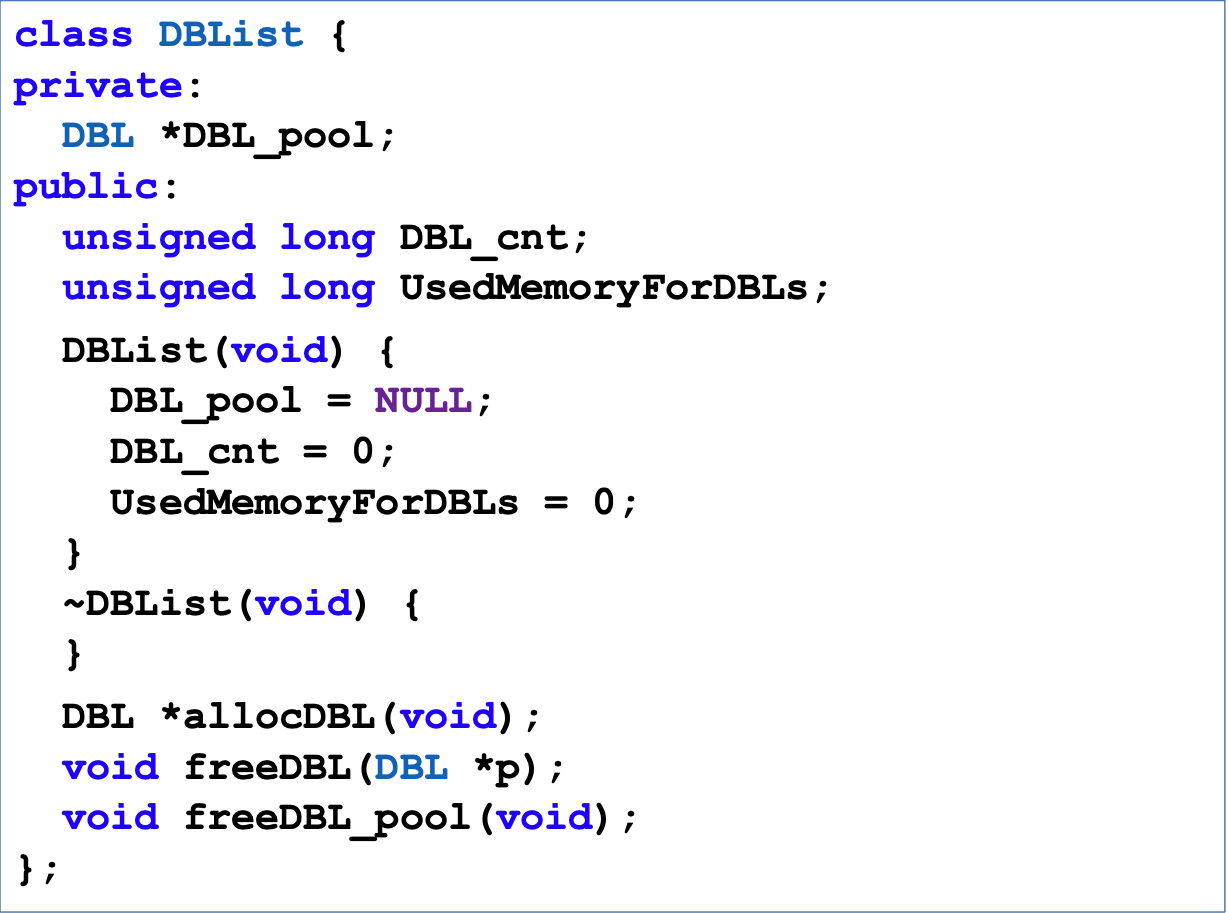 class DBList {
private:
  DBL *DBL_pool;
public:
  unsigned long DBL_cnt;
  unsigned long UsedMemoryForDBLs;
  DBList(void) {
    DBL_pool = NULL;
    DBL_cnt = 0;
    UsedMemoryForDBLs = 0;
  }
  ~DBList(void) {
  }
  DBL *allocDBL(void);
  void freeDBL(DBL *p);
  void freeDBL_pool(void);
};